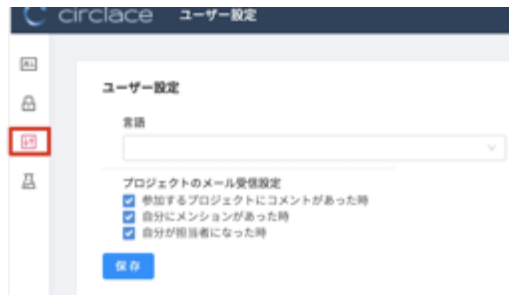 circlace ユーザー設定
ユーザー設定
言語
プロジェクトのメール受信設定
参加するプロジェクトにコメントがあった時
自分にメンションがあった時
自分が担当者になった時
保存